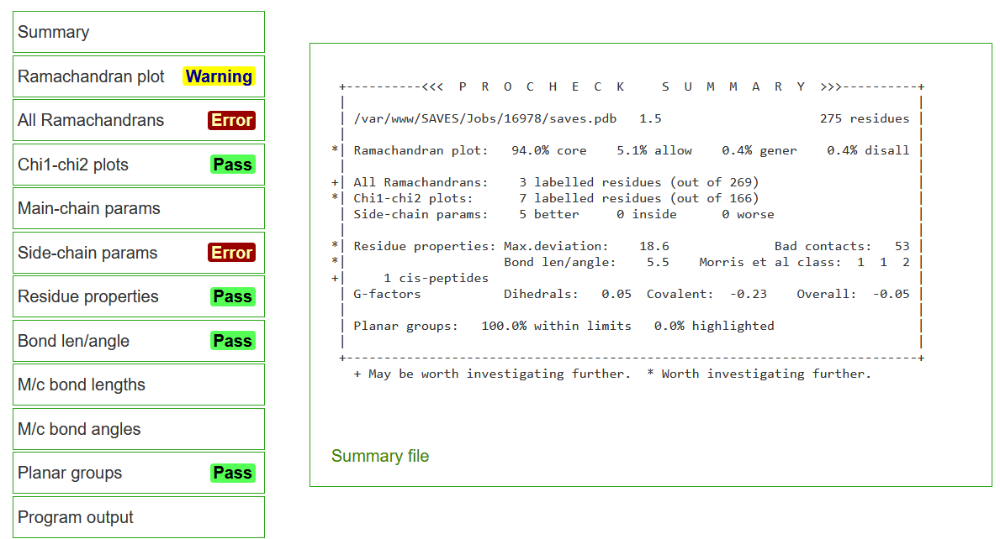 Summary
Ramachandran plot Warning
All Ramachandrans Error
Chi1-chi2 plots Pass
Main-chain params
Side-chain params Error
Residue properties Pass
Bond len/angle Pass
M/c bond lengths
M/c bond angles
Planar groups Pass
Program output
+----------<<< P R O C H E C K   S U M M A R Y >>>----------+
| |
| /var/www/SAVES/Jobs/16978/saves.pdb 1.5 275 residues |
| |
*| Ramachandran plot: 94.0% core 5.1% allow 0.4% gener 0.4% disall |
| |
+| All Ramachandrans: 3 labelled residues (out of 269) |
*| Chi1-chi2 plots: 7 labelled residues (out of 166) |
| Side-chain params: 5 better 0 inside 0 worse |
| |
*| Residue properties: Max.deviation: 18.6 Bad contacts: 53 |
*| Bond len/angle: 5.5 Morris et al class: 1 1 2 |
+| 1 cis-peptides |
| G-factors Dihedrals: 0.05 Covalent: -0.23 Overall: -0.05 |
| |
| Planar groups: 100.0% within limits 0.0% highlighted |
| |
+----------------------------------------------------------------------------+
+ May be worth investigating further. * Worth investigating further.
Summary file